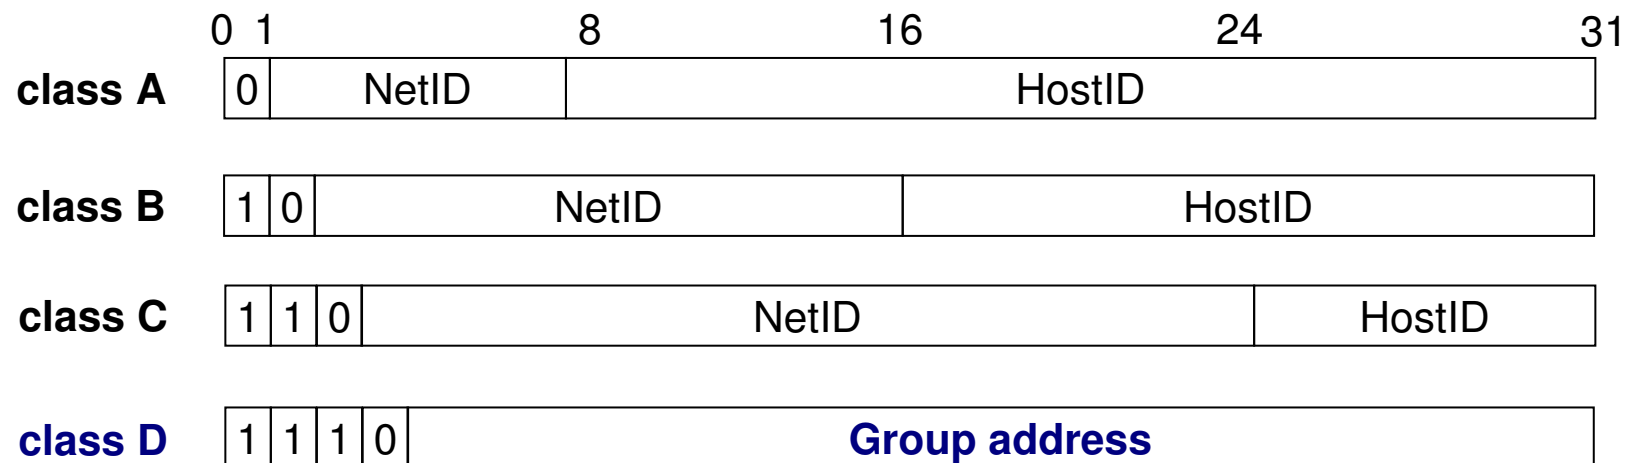 0 1 8 16 24 31
class A 0 NetID HostID
class B 1 0 NetID HostID
class C 1 1 0 NetID HostID
class D 1 1 1 0 Group address